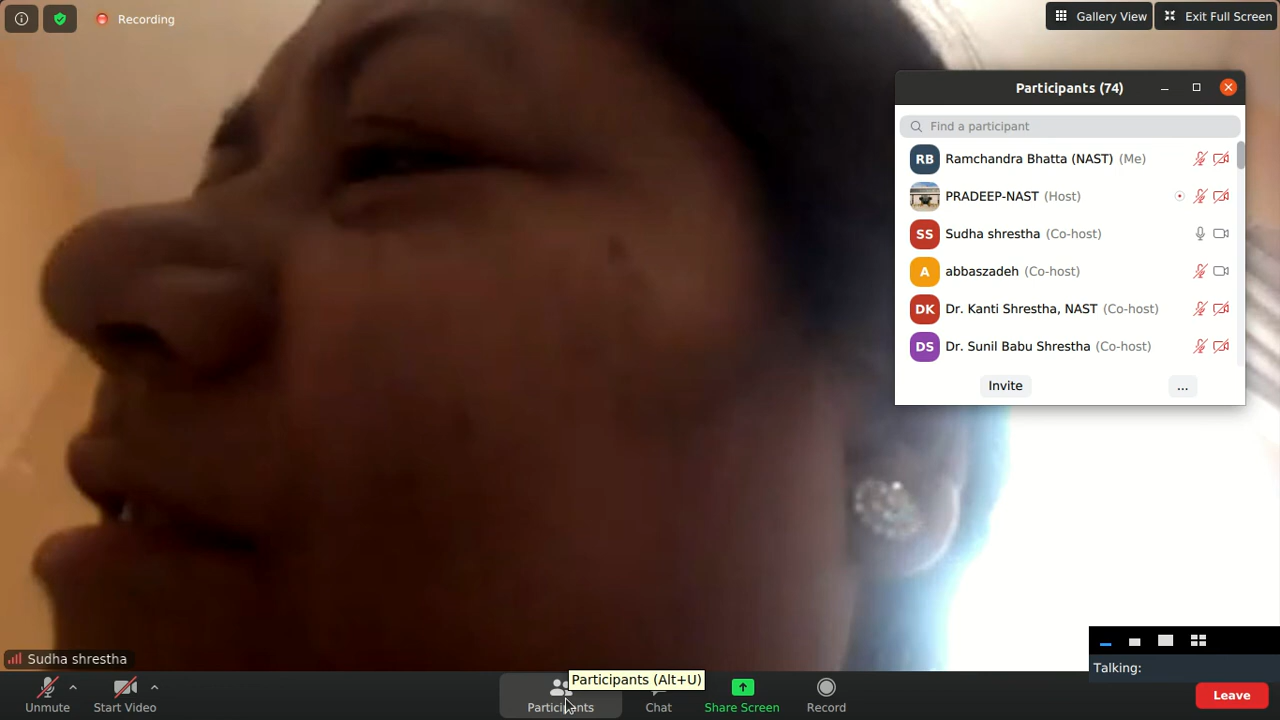 Recording
Gallery View
Exit Full Screen
Participants (74)
Find a participant
RB Ramchandra Bhatta (NAST) (Me)
PRADEEP-NAST (Host)
SS Sudha shrestha (Co-host)
A abbaszadeh (Co-host)
DK Dr. Kanti Shrestha, NAST (Co-host)
DS Dr. Sunil Babu Shrestha (Co-host)
Invite
...
Sudha shrestha
Talking:
Participants (Alt+U)
Unmute
Start Video
Participants
Chat
Share Screen
Record
Leave